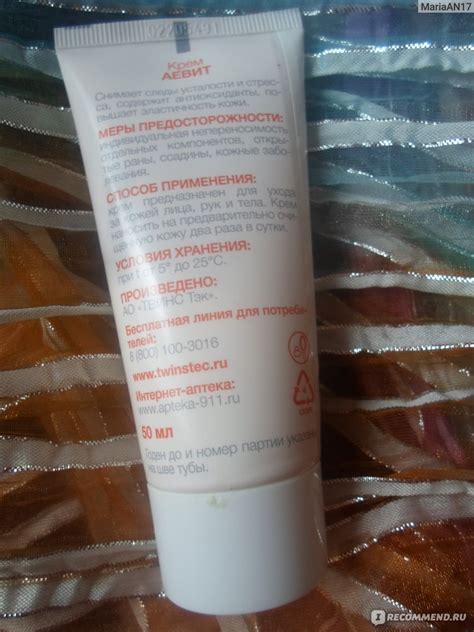 MariaAN17
Крем
АЕВИТ
Снимает следы усталости и стрес-
са, содержит антиоксиданты, по-
вышает эластичность кожи.
МЕРЫ ПРЕДОСТОРОЖНОСТИ:
индивидуальная непереносимость
отдельных компонентов, откры-
тые раны, ссадины, кожные забо-
левания.
СПОСОБ ПРИМЕНЕНИЯ:
крем предназначен для ухода
за кожей лица, рук и тела. Крем
наносить на предварительно очи-
щенную кожу два раза в сутки.
УСЛОВИЯ ХРАНЕНИЯ:
при t от 5° до 25°C.
ПРОИЗВЕДЕНО:
АО «ТВИНС Тэк».
Бесплатная линия для потреби-
телей:
8 (800) 100-3016
www.twinstec.ru
Интернет-аптека:
www.apteka-911.ru
50 мл
Годен до и номер партии указаны
на шве тубы.
IRECOMMEND.RU